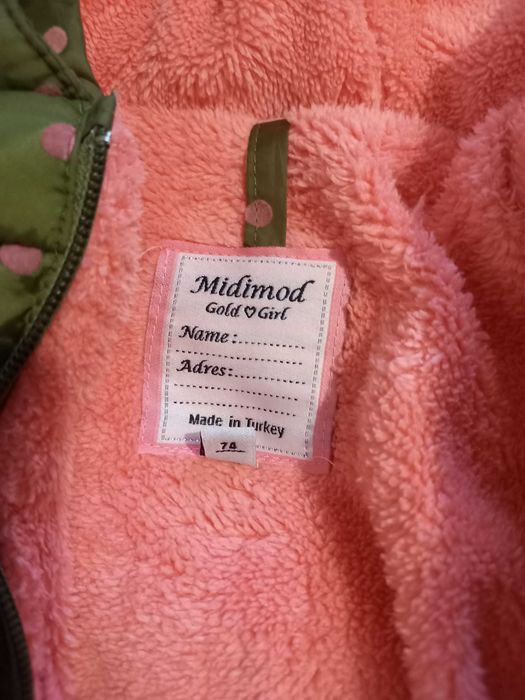 Midimod
Gold ♡ Girl
Name:..............
........................
Adres:..............
........................
........................
Made in Turkey
74